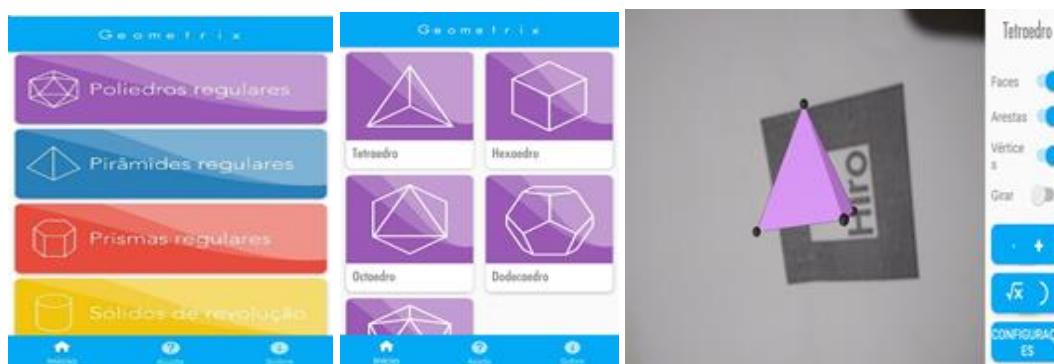 Geometrix
Poliedros regulares
Pirâmides regulares
Prismas regulares
Sólidos de revolução
Geometrix
Tetraedro
Hexaedro
Octaedro
Dodecaedro
Hiro
Tetraedro
Faces
Arestas
Vértice
s
Girar
- +
√x )
CONFIGURAÇ
ES